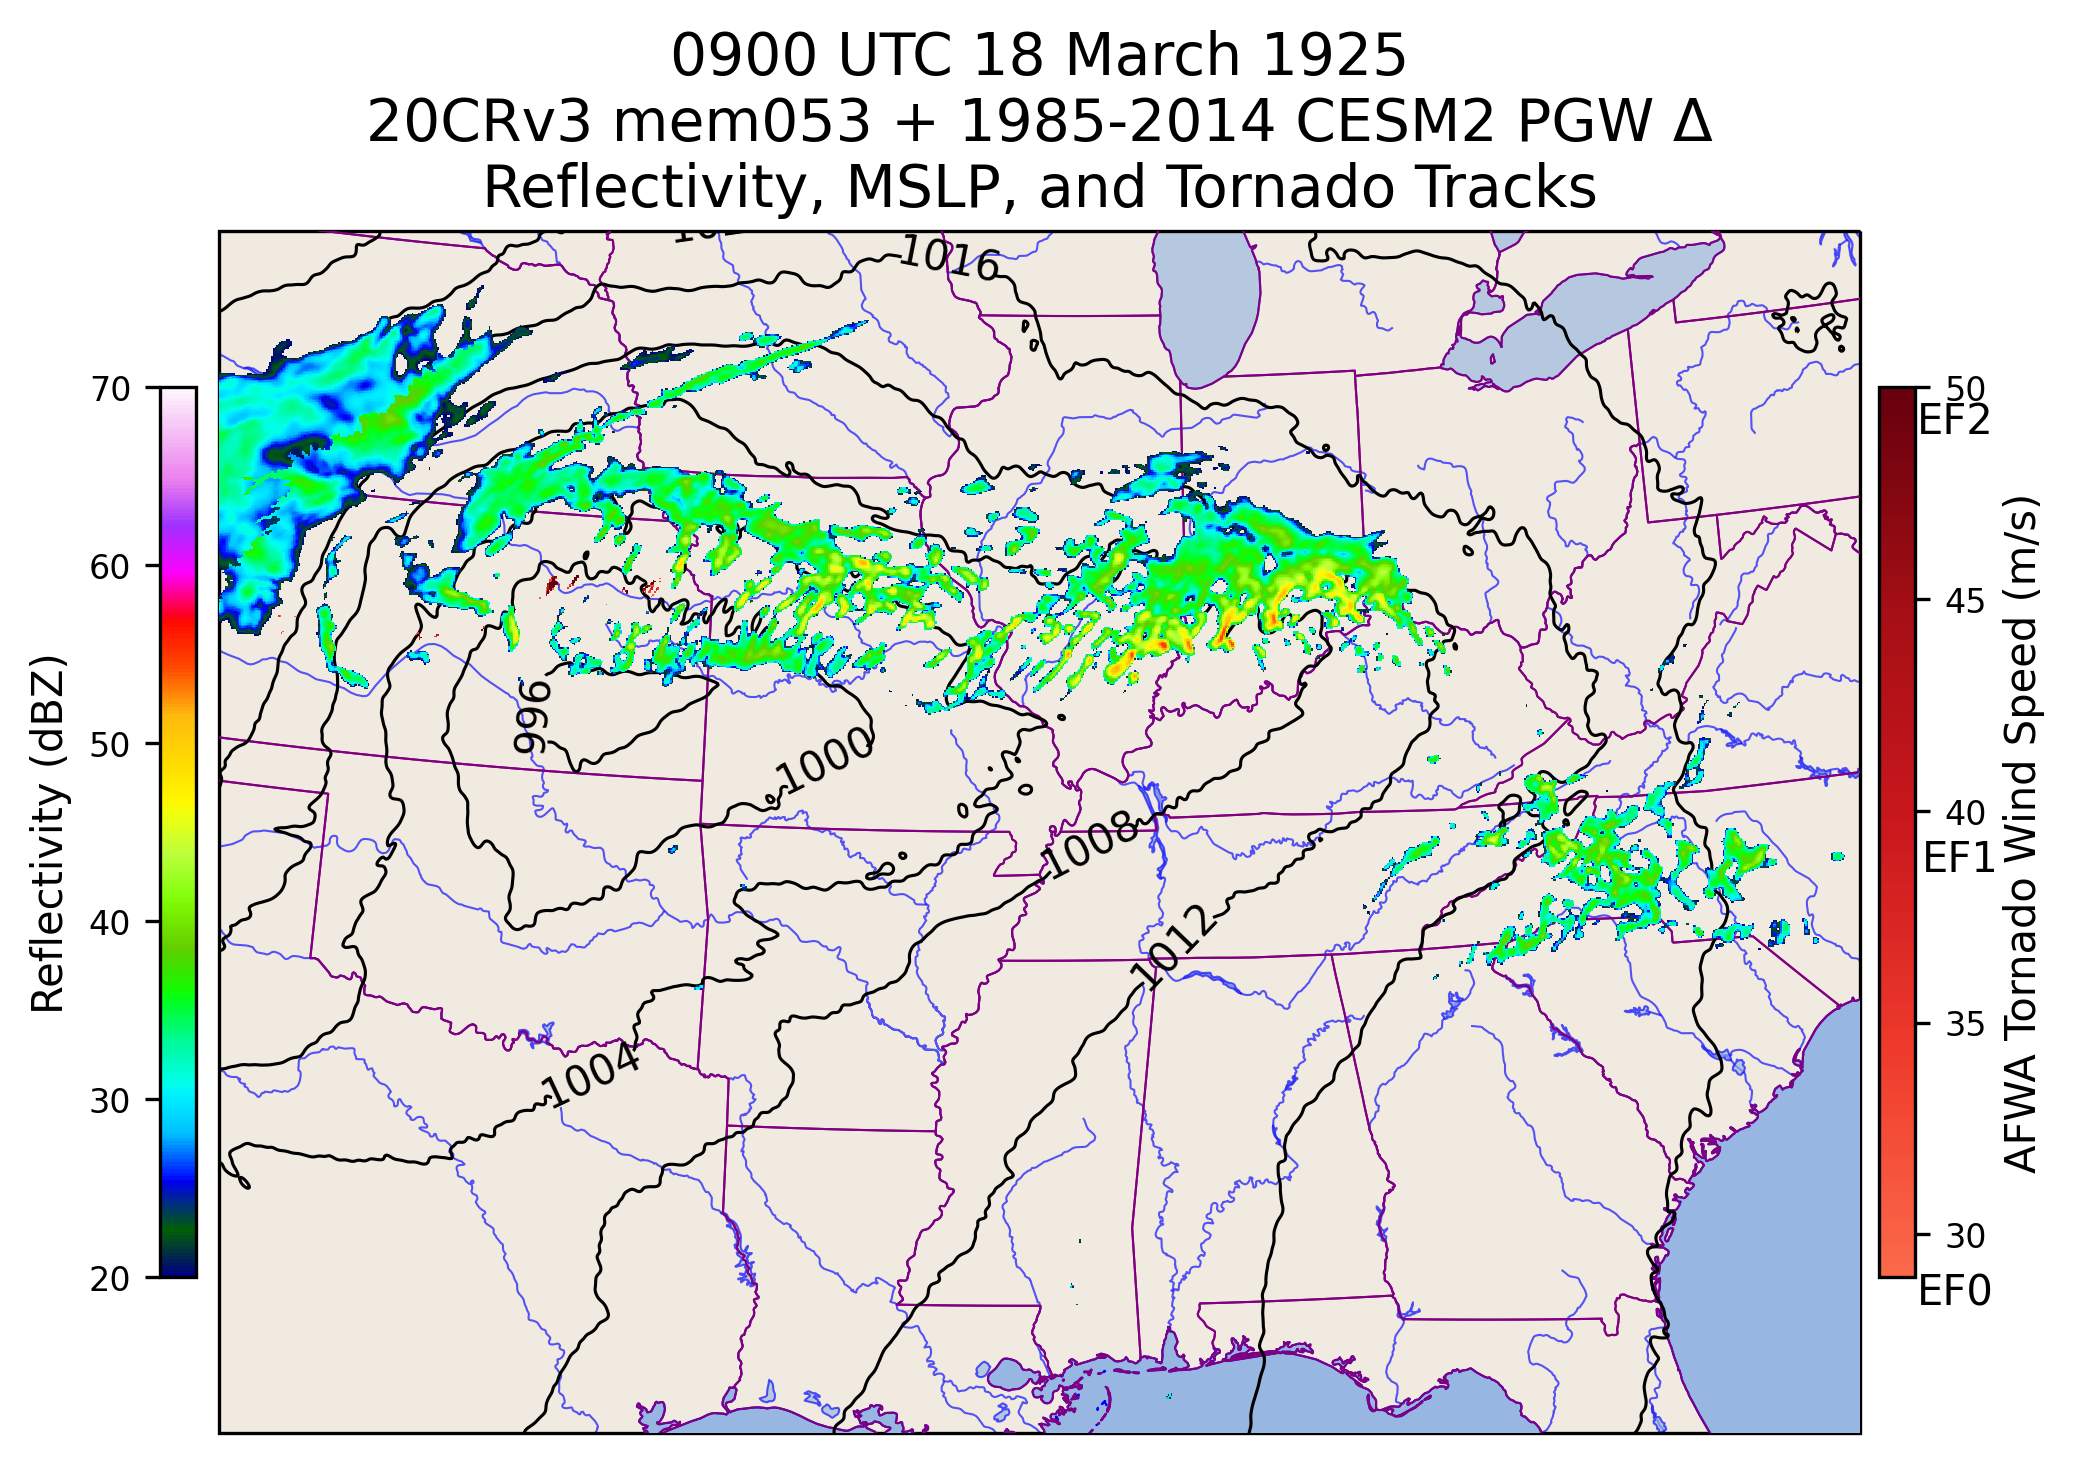 0900 UTC 18 March 1925
20CRv3 mem053 + 1985-2014 CESM2 PGW Δ
Reflectivity, MSLP, and Tornado Tracks
1016
70
60
50
40
30
20
Reflectivity (dBZ)
996
1000
1008
1012
1004
50
EF2
45
40
EF1
35
30
EF0
AFWA Tornado Wind Speed (m/s)